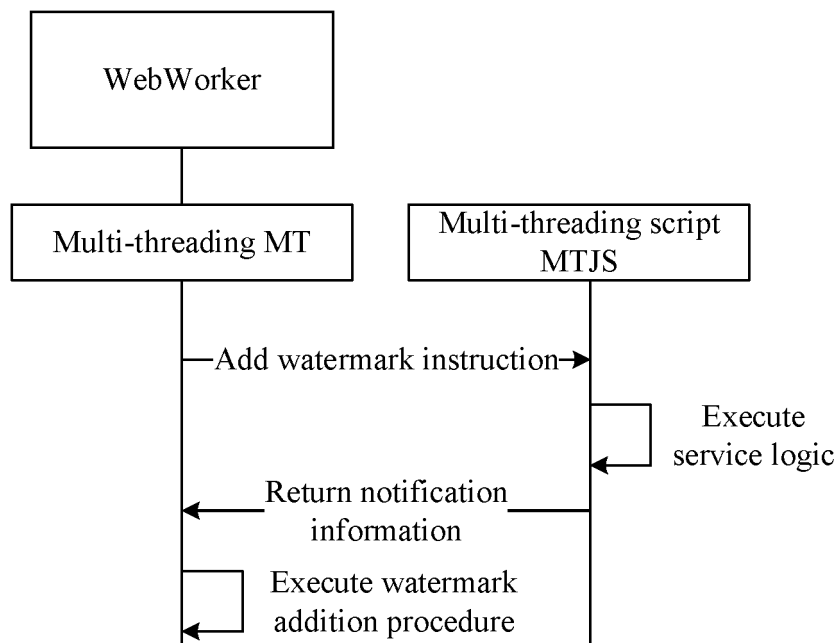 WebWorker
Multi-threading MT
Multi-threading script
MTJS
Add watermark instruction
Execute
service logic
Return notification
information
Execute watermark
addition procedure